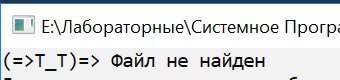 E:\Лабораторные\Системное Програ
(=>T_T)=> Файл не найден